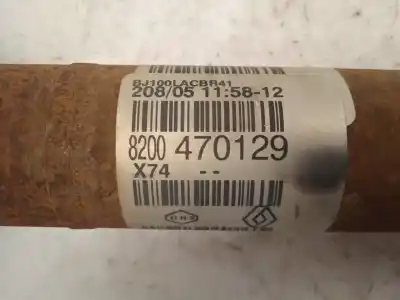 BJ100LACBR41
208/05 11:58-12
8200 470129
X74 --